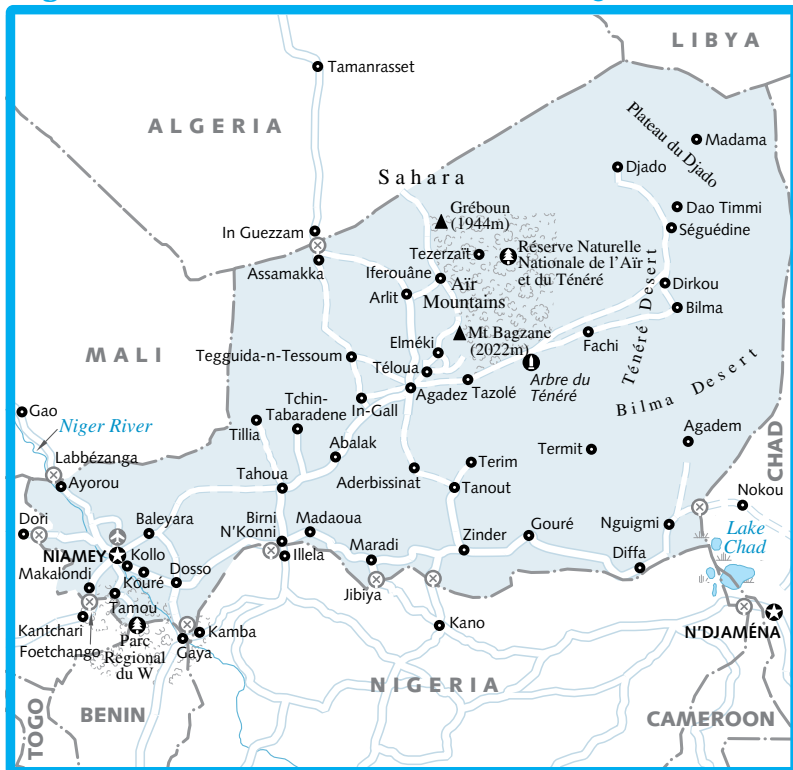 LIBYA
Tamanrasset
ALGERIA
Plateau du Djado
Madama
Djado
Sahara
Gréboun
(1944m)
Dao Timmi
Séguédine
In Guezzam
Tezerzaït
Réserve Naturelle
Nationale de l'Aïr
et du Ténéré
Assamakka
Iferouâne
Aïr
Mountains
Arlit
Dirkou
Bilma
Ténéré Desert
MALI
Elméki
Mt Bagzane
(2022m)
Fachi
Tegguida-n-Tessoum
Téloua
Arbre du
Ténéré
Bilma Desert
Agadez
Tazolé
Tchin-
Tabaradene
In-Gall
Gao
Niger River
Tillia
Abalak
Termit
Agadem
CHAD
Labbézanga
Ayorou
Tahoua
Aderbissinat
Terim
Tanout
Nokou
Dori
Baleyara
Birni
N'Konni
Madaoua
Zinder
Gouré
Nguigmi
Lake
Chad
NIAMEY
Kollo
Illela
Maradi
Diffa
Makalondi
Kouré
Dosso
Tamou
Jibiya
Kantchari
Foetchango
Parc
Regional
du W
Kamba
Gaya
Kano
N'DJAMÉNA
NIGERIA
TOGO
BENIN
CAMEROON